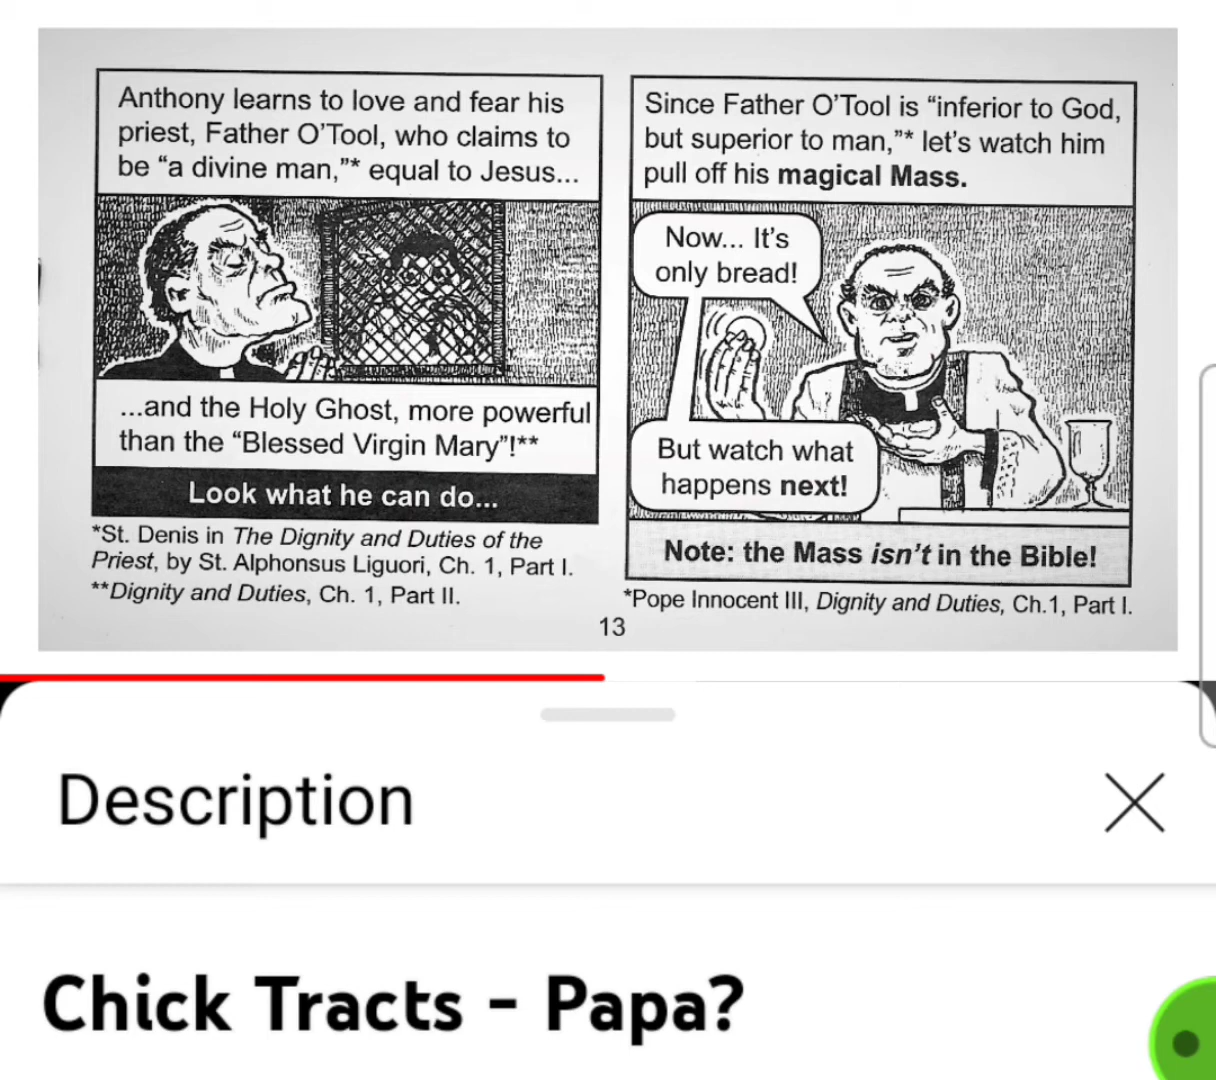 Anthony learns to love and fear his
priest, Father O'Tool, who claims to
be “a divine man,”* equal to Jesus...
...and the Holy Ghost, more powerful
than the “Blessed Virgin Mary”!**
Look what he can do...
*St. Denis in The Dignity and Duties of the
Priest, by St. Alphonsus Liguori, Ch. 1, Part I.
**Dignity and Duties, Ch. 1, Part II.
Since Father O'Tool is “inferior to God,
but superior to man,”* let's watch him
pull off his magical Mass.
Now... It's
only bread!
But watch what
happens next!
Note: the Mass isn't in the Bible!
*Pope Innocent III, Dignity and Duties, Ch.1, Part I.
13
Description
Chick Tracts - Papa?